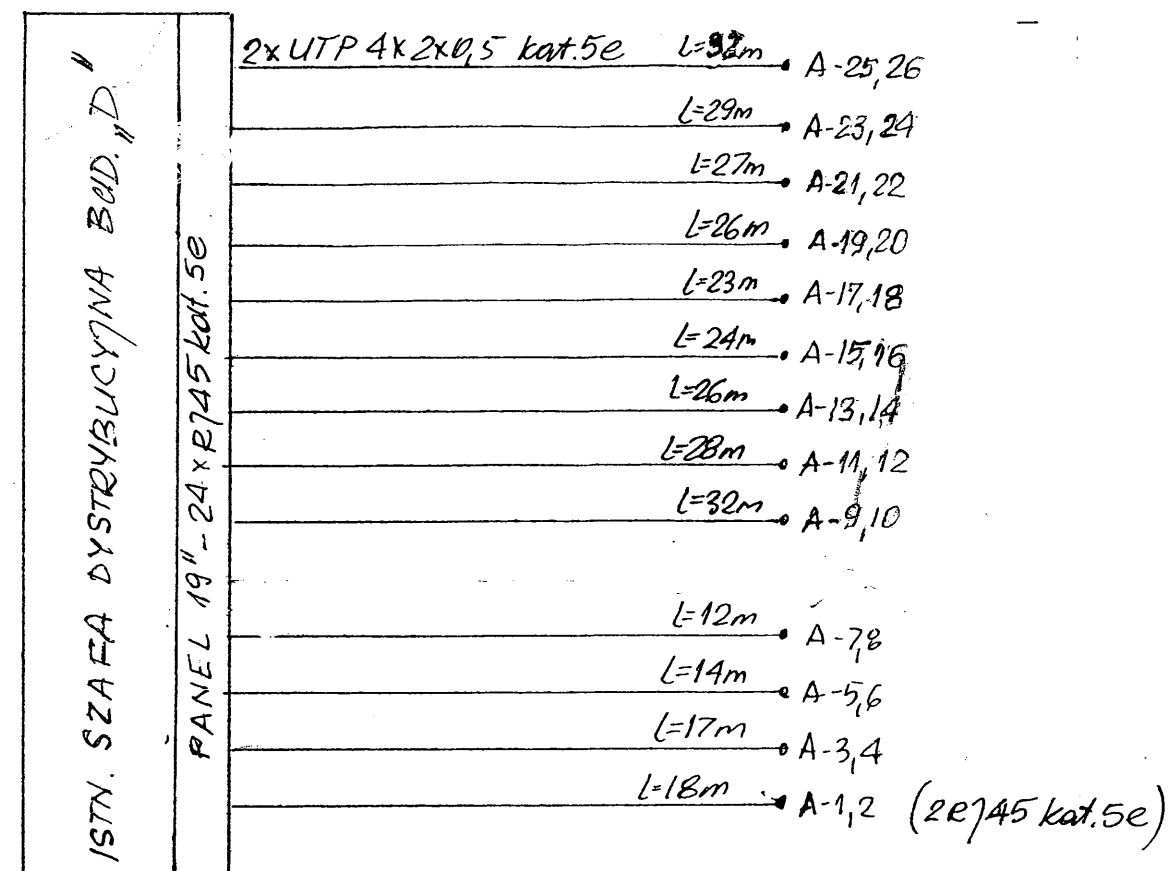 ISTN. SZAFA DYSTRYBUCYJNA BUD. „D"
PANEL 19" - 24 x RJ45 kat. 5e
2x UTP 4x2x0,5 kat.5e L=32m A-25,26
L=29m A-23,24
L=27m A-21,22
L=26m A-19,20
L=23m A-17,18
L=24m A-15,16
L=26m A-13,14
L=28m A-11,12
L=32m A-9,10
L=12m A-7,8
L=14m A-5,6
L=17m A-3,4
L=18m A-1,2 (2RJ45 kat.5e)